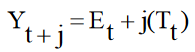 Y_{t + j} = E_t + j(T_t)